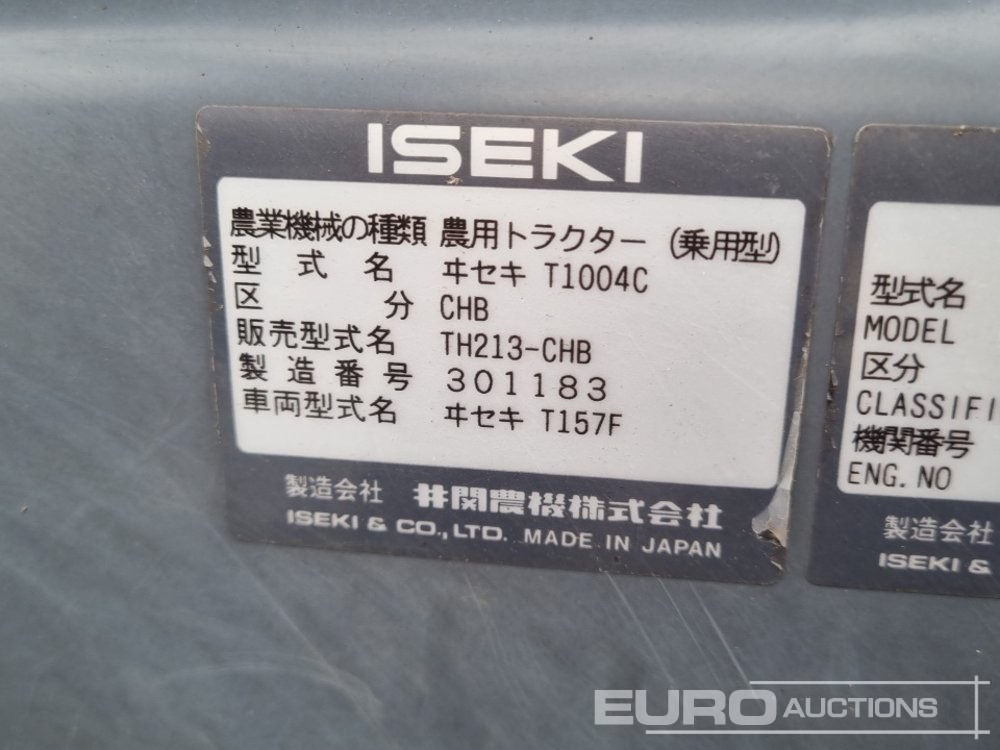 ISEKI
農業機械の種類 農用トラクター (乗用型)
型式名 ヰセキ T1004C
区分 CHB
販売型式名 TH213-CHB
製造番号 301183
車両型式名 ヰセキ T157F
製造会社 井関農機株式会社
ISEKI & CO., LTD. MADE IN JAPAN
型式名
MODEL
区分
CLASSIFI
機関番号
ENG. NO
製造会社
ISEKI &
EURO AUCTIONS